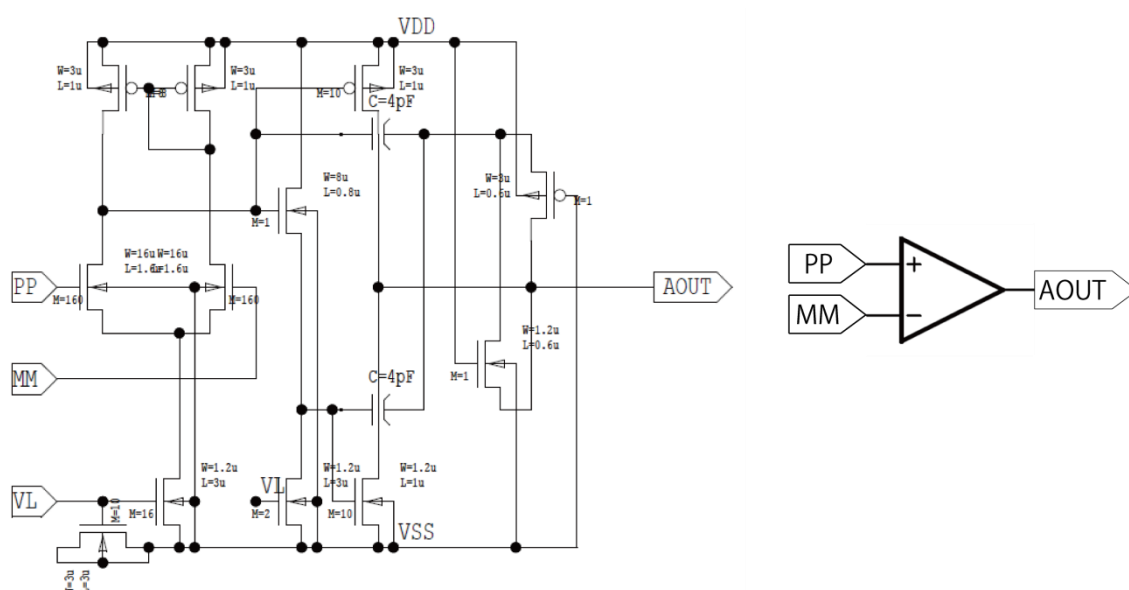 VDD
W=3u
L=1u
W=3u
L=1u
W=3u
L=1u
M=10
C=4pF
W=8u
L=0.8u
M=1
W=3u
L=0.6u
M=1
W=16u
W=16u
L=1.6u
PP
M=160
M=160
AOUT
MM
W=1.2u
L=0.6u
M=1
C=4pF
W=1.2u
L=3u
VL
W=1.2u
L=3u
W=1.2u
L=1u
VL
M=10
M=16
M=2
M=10
VSS
PP
+
MM
−
AOUT